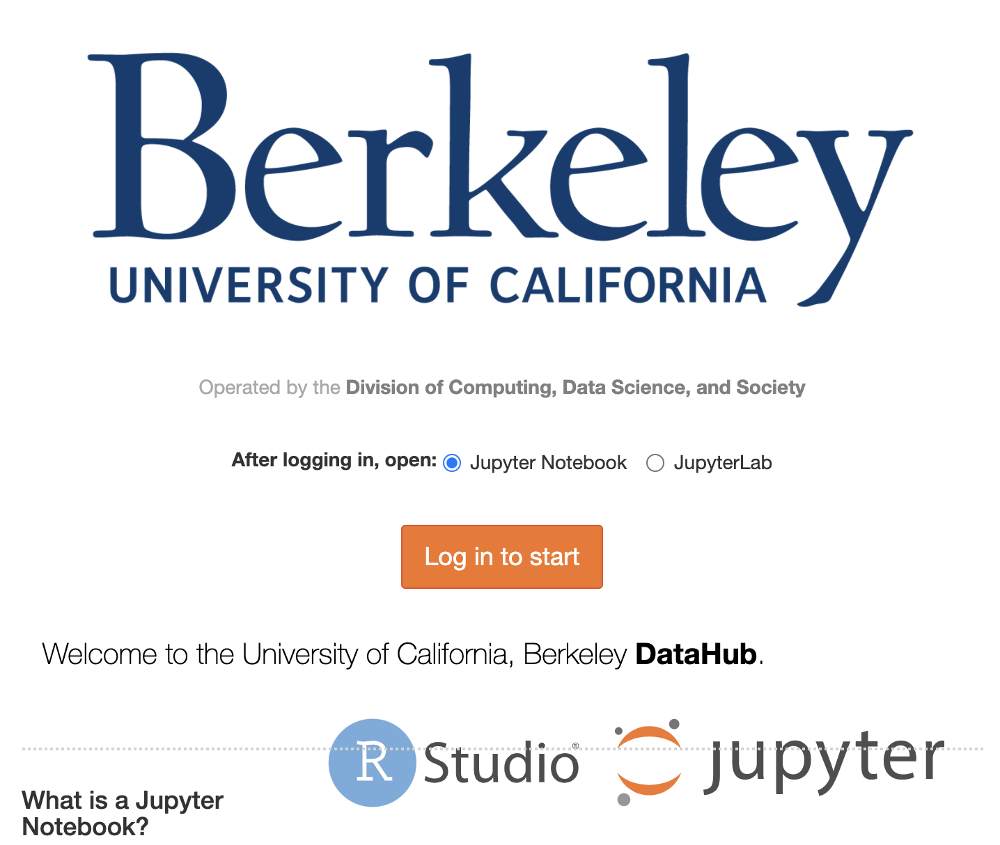 Berkeley
UNIVERSITY OF CALIFORNIA
Operated by the Division of Computing, Data Science, and Society
After logging in, open: Jupyter Notebook JupyterLab
Log in to start
Welcome to the University of California, Berkeley DataHub.
R Studio® jupyter
What is a Jupyter
Notebook?